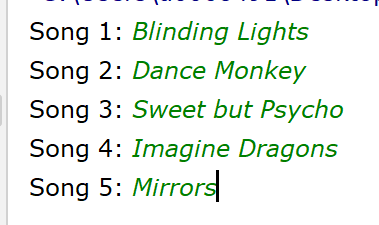 Song 1: Blinding Lights
Song 2: Dance Monkey
Song 3: Sweet but Psycho
Song 4: Imagine Dragons
Song 5: Mirrors